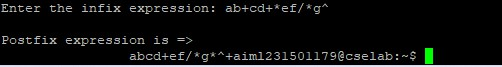 Enter the infix expression: ab+cd+*ef/*g^
Postfix expression is =>
abcd+ef/*g*^+aiml231501179@cselab:~$